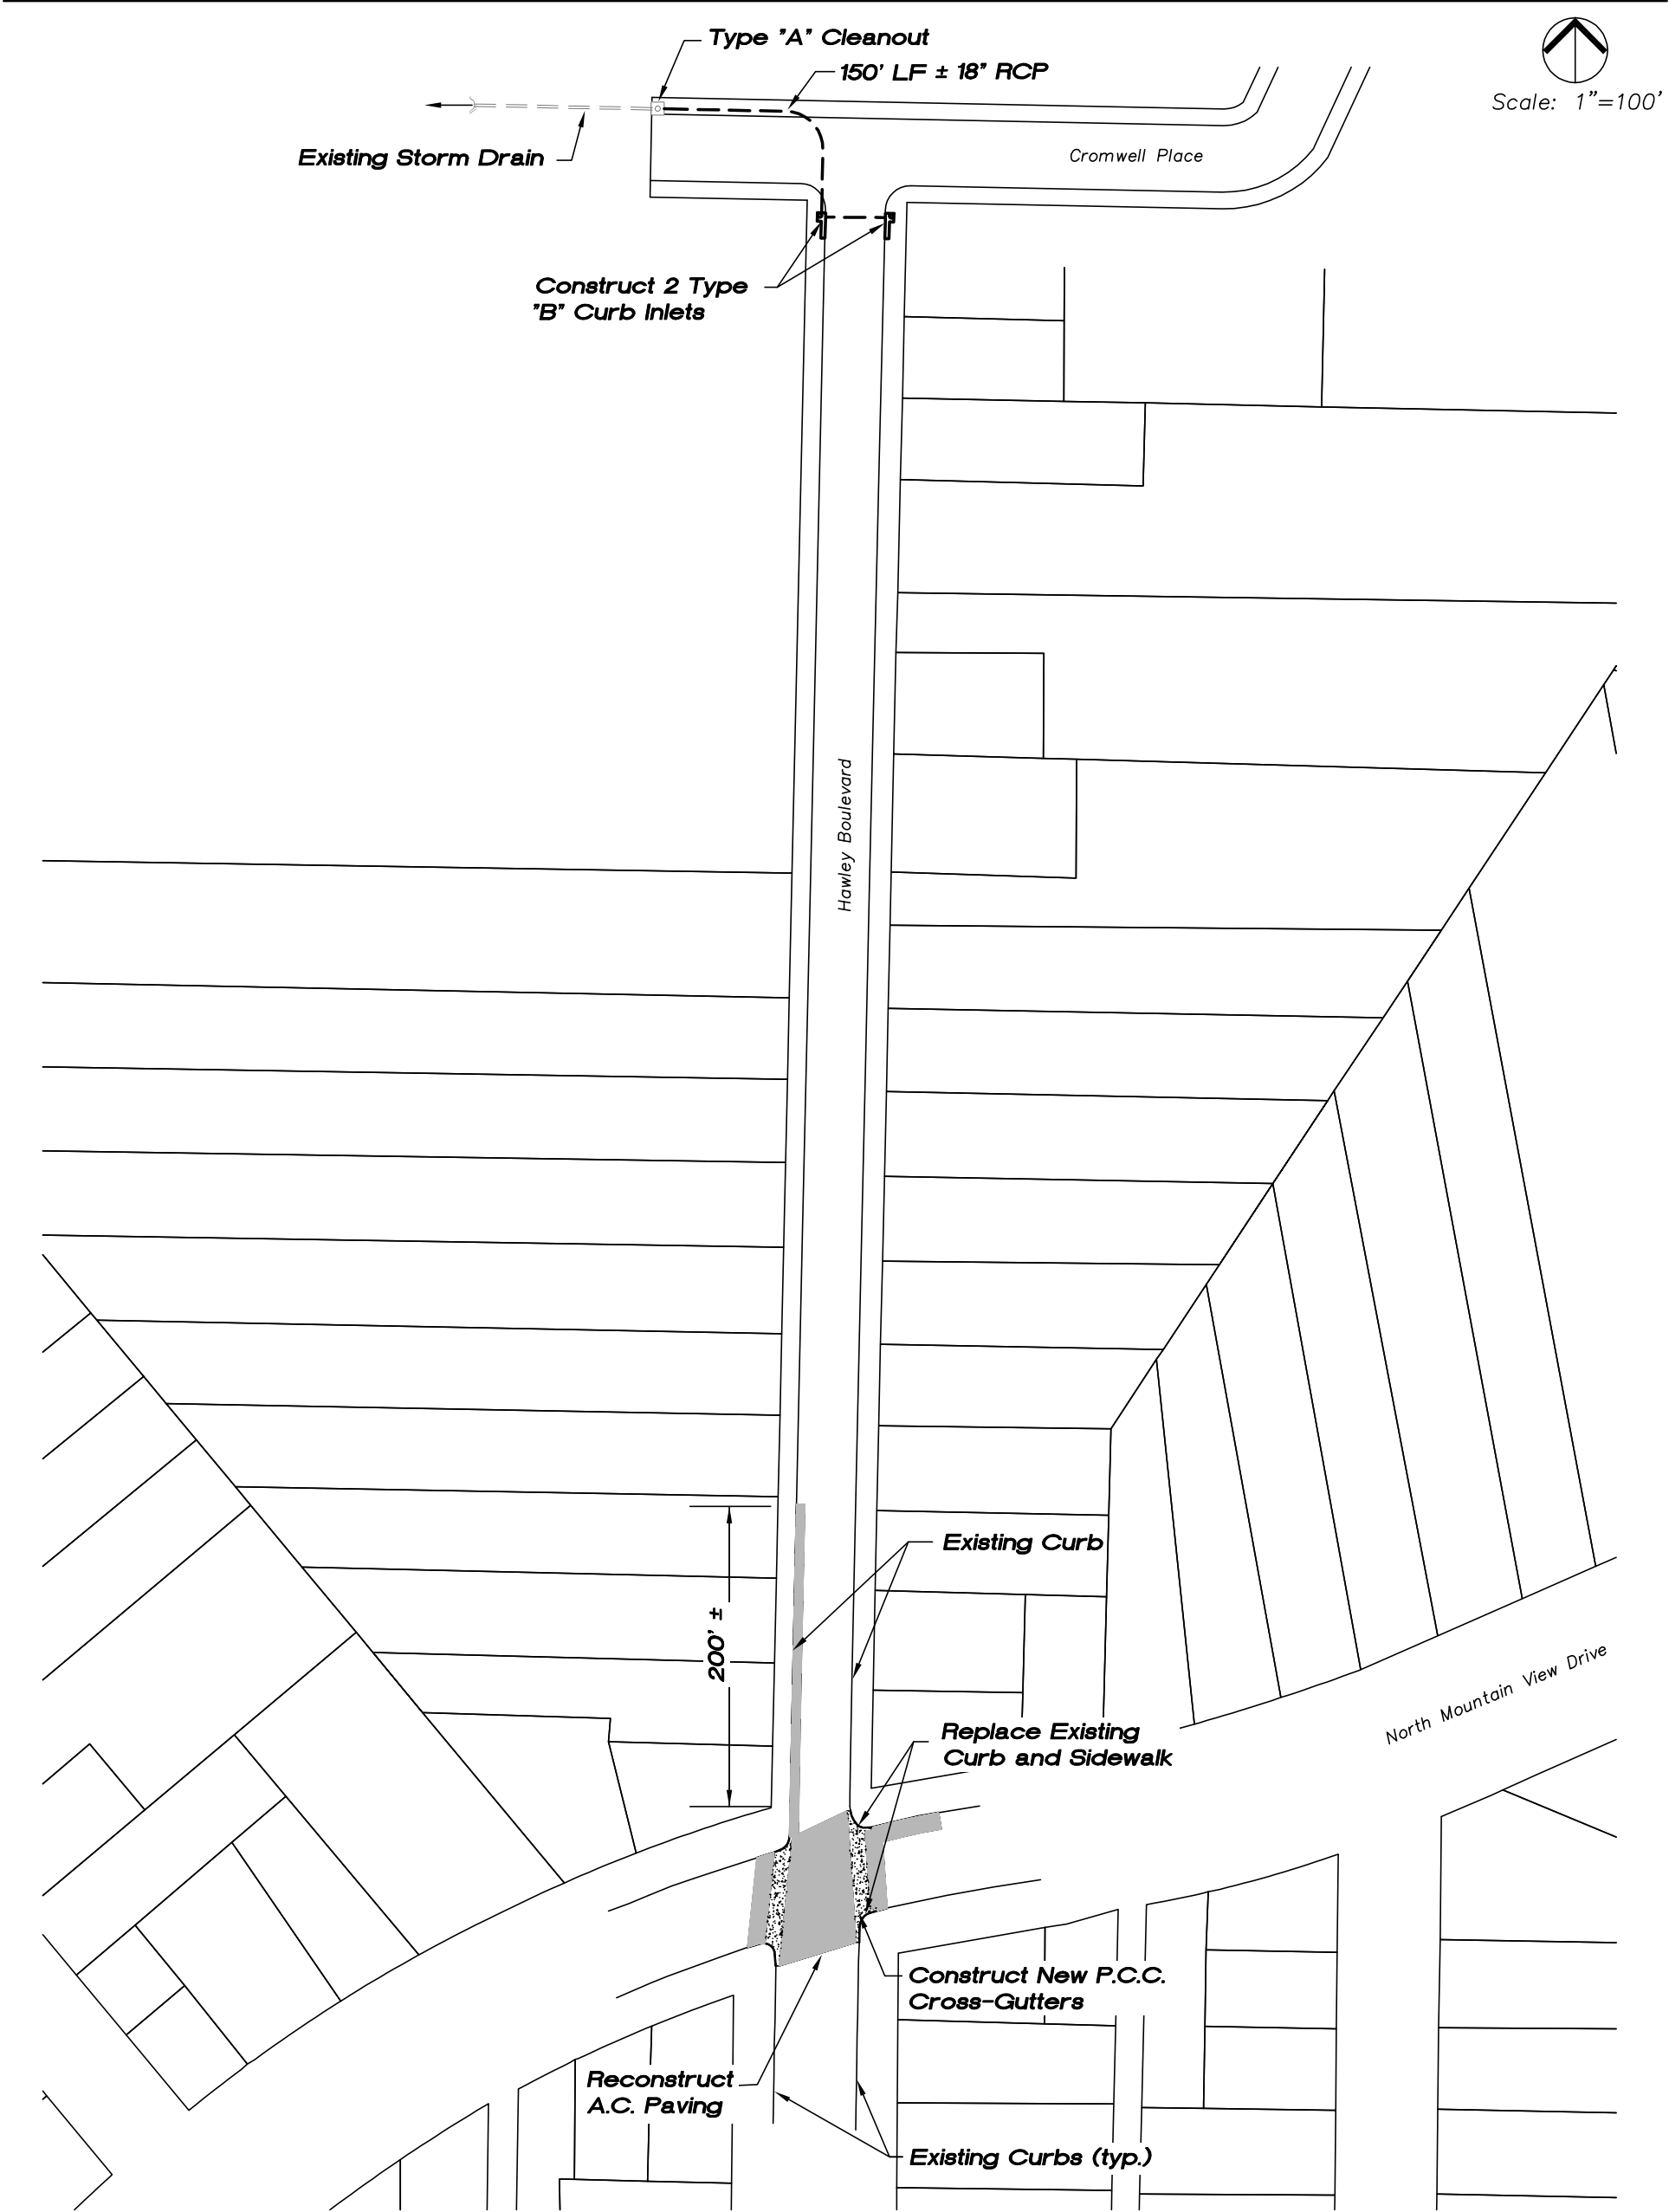 Type "A" Cleanout
150' LF ± 18" RCP
Scale: 1"=100'
Existing Storm Drain
Cromwell Place
Construct 2 Type
"B" Curb Inlets
Hawley Boulevard
Existing Curb
200' ±
North Mountain View Drive
Replace Existing
Curb and Sidewalk
Construct New P.C.C.
Cross-Gutters
Reconstruct
A.C. Paving
Existing Curbs (typ.)